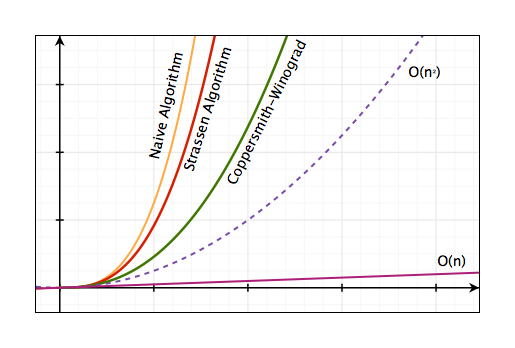 Naive Algorithm
Strassen Algorithm
Coppersmith–Winograd
O(n²)
O(n)